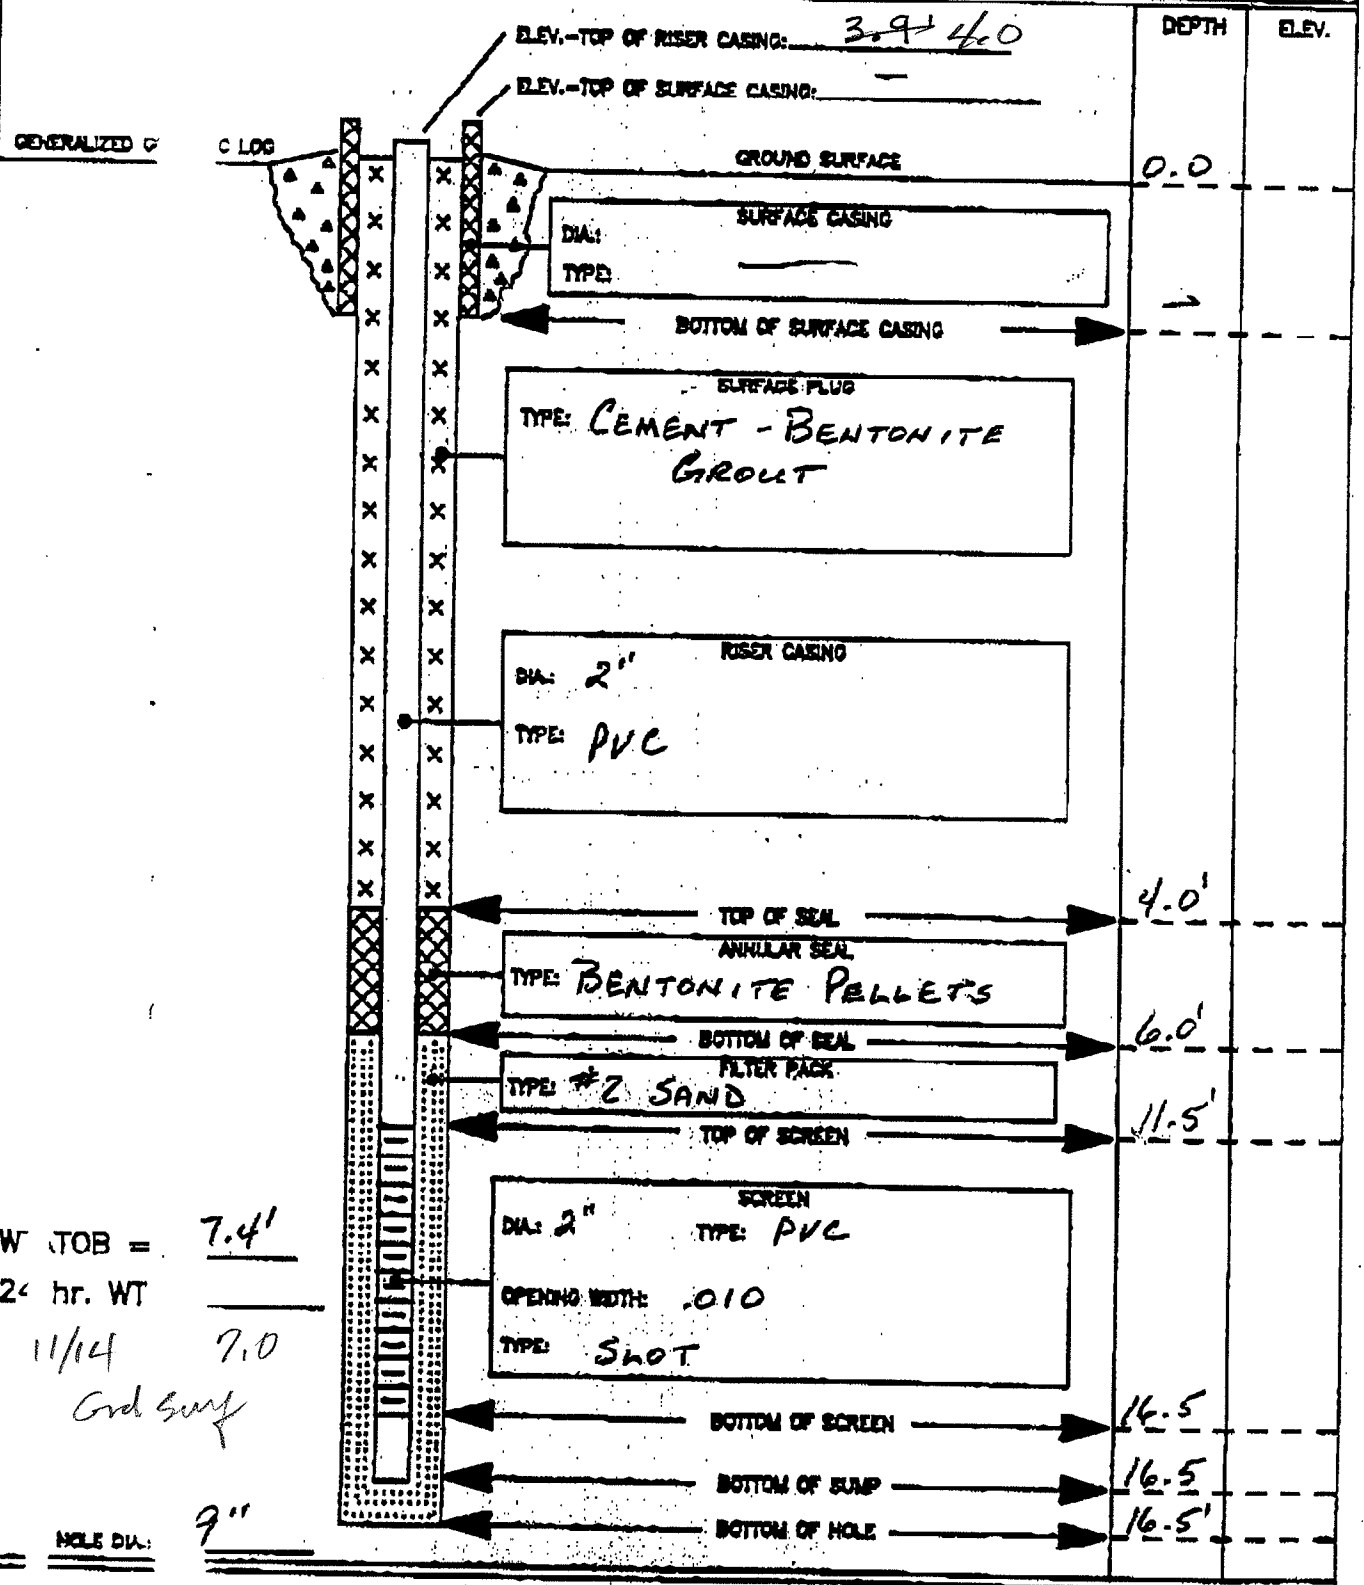 DEPTH ELEV.
ELEV.-TOP OF RISER CASING: 3.9' 4.0
ELEV.-TOP OF SURFACE CASING: —
GENERALIZED G C LOG
GROUND SURFACE 0.0
SURFACE CASING
DIA.:
TYPE: —
BOTTOM OF SURFACE CASING
SURFACE PLUG
TYPE: CEMENT - BENTONITE
GROUT
RISER CASING
DIA.: 2"
TYPE: PVC
TOP OF SEAL 4.0'
ANNULAR SEAL
TYPE: BENTONITE PELLETS
BOTTOM OF SEAL 6.0'
FILTER PACK
TYPE: #2 SAND
TOP OF SCREEN 11.5'
SCREEN
DIA.: 2" TYPE: PVC
OPENING WIDTH: .010
TYPE: SLOT
W TOB = 7.4'
hr. WT
11/14 7.0
Grd Surf
BOTTOM OF SCREEN 16.5
BOTTOM OF SUMP 16.5
BOTTOM OF HOLE 16.5'
HOLE DIA.: 9"